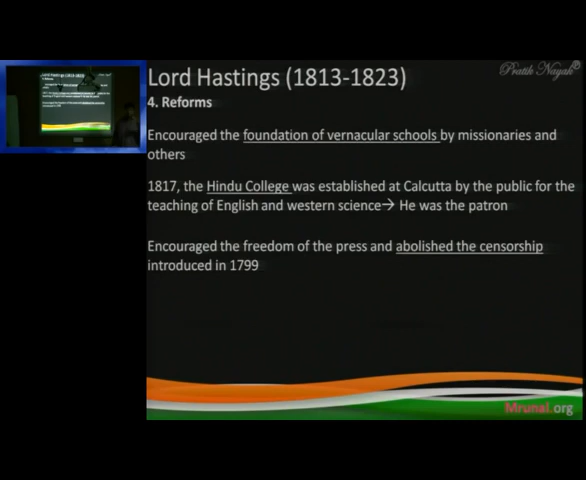 Pratik Nayak
Lord Hastings (1813-1823)
4. Reforms
Encouraged the foundation of vernacular schools by missionaries and
others
1817, the Hindu College was established at Calcutta by the public for the
teaching of English and western science→ He was the patron
Encouraged the freedom of the press and abolished the censorship
introduced in 1799
Mrunal.org